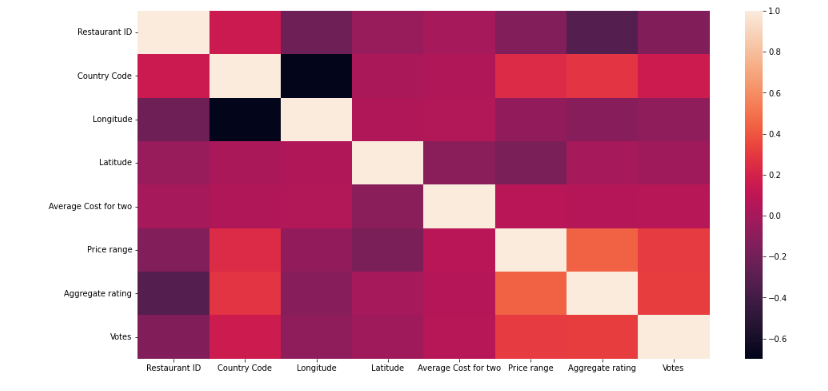 Restaurant ID
Country Code
Longitude
Latitude
Average Cost for two
Price range
Aggregate rating
Votes
Restaurant ID Country Code Longitude Latitude Average Cost for two Price range Aggregate rating Votes
1.0
0.8
0.6
0.4
0.2
0.0
−0.2
−0.4
−0.6